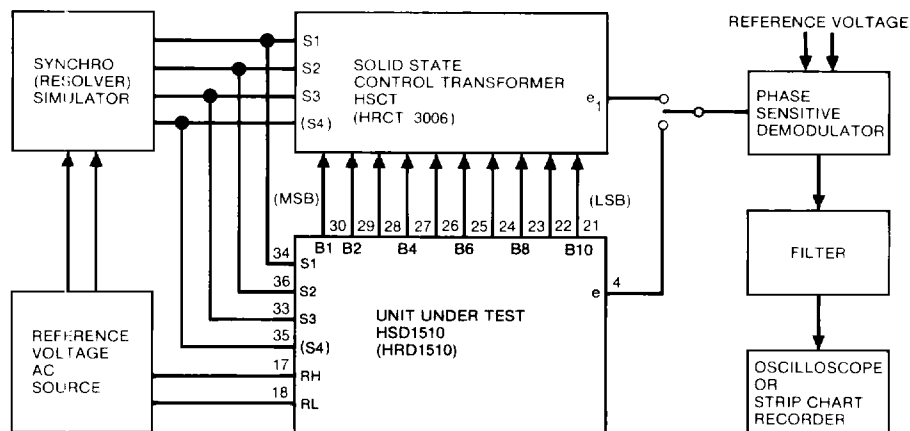 REFERENCE VOLTAGE
SYNCHRO
(RESOLVER)
SIMULATOR
S1
S2
S3
(S4)
SOLID STATE
CONTROL TRANSFORMER
HSCT
(HRCT 3006)
e1
PHASE
SENSITIVE
DEMODULATOR
(MSB)
(LSB)
30 29 28 27 26 25 24 23 22 21
B1 B2 B4 B6 B8 B10
34
S1
36
S2
33
S3
35
(S4)
17
RH
18
RL
UNIT UNDER TEST
HSD1510
(HRD1510)
e
4
FILTER
REFERENCE
VOLTAGE
AC
SOURCE
OSCILLOSCOPE
OR
STRIP CHART
RECORDER